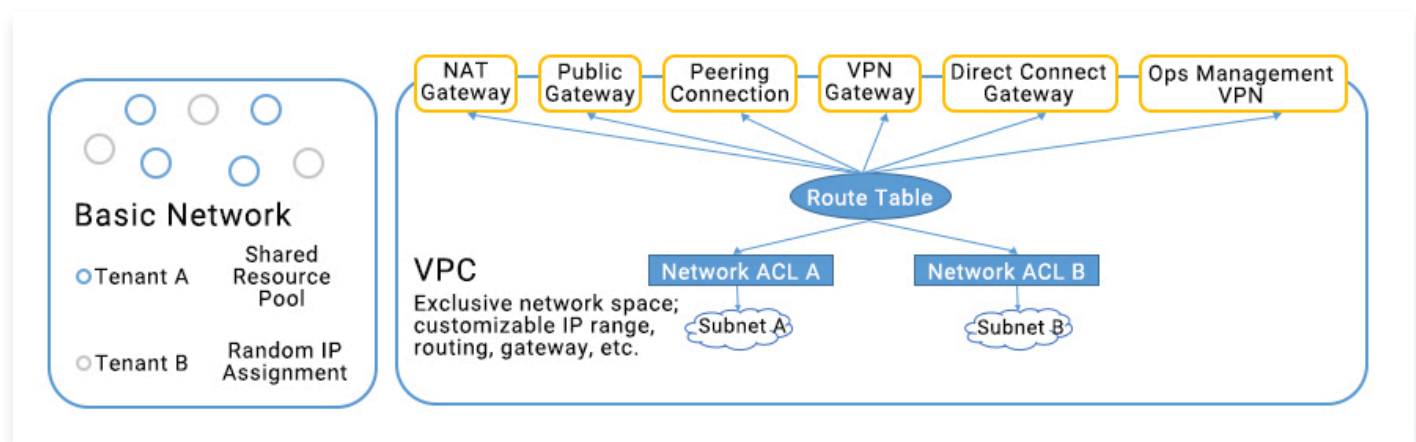 Basic Network
Tenant A
Shared
Resource
Pool
Tenant B
Random IP
Assignment
NAT
Gateway
Public
Gateway
Peering
Connection
VPN
Gateway
Direct Connect
Gateway
Ops Management
VPN
Route Table
VPC
Exclusive network space;
customizable IP range,
routing, gateway, etc.
Network ACL A
Network ACL B
Subnet A
Subnet B